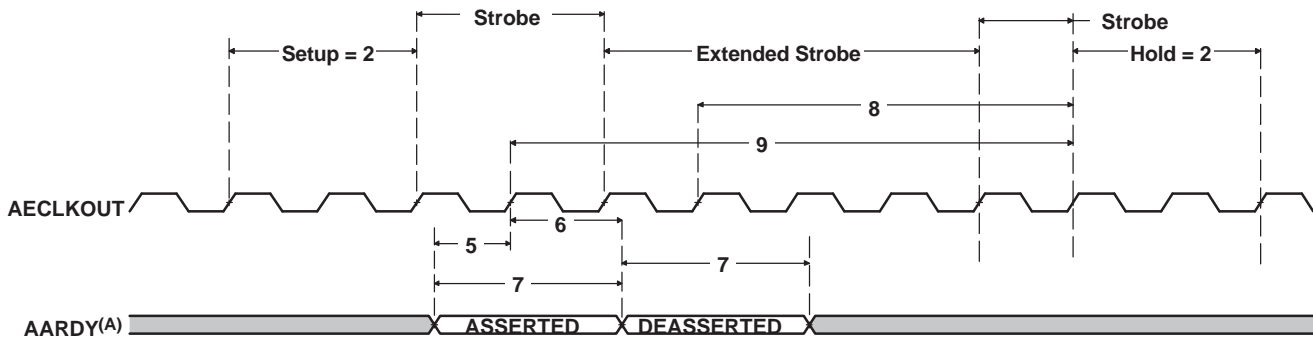 Strobe
Strobe
Setup = 2
Extended Strobe
Hold = 2
8
9
AECLKOUT
6
5
7
7
AARDY(A)
ASSERTED
DEASSERTED